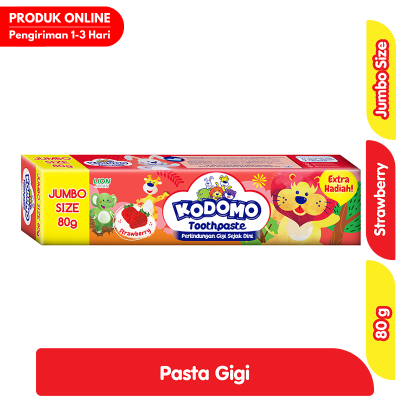 PRODUK ONLINE
Pengiriman 1-3 Hari
Jumbo Size
JUMBO
SIZE
80g
LION
KODOMO
Toothpaste
Perlindungan Gigi Sejak Dini
Strawberry
Extra
Hadiah!
Strawberry
80 g
Pasta Gigi